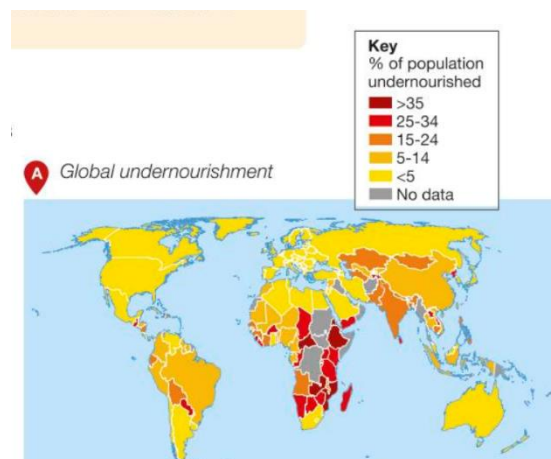 Key
% of population
undernourished
>35
25-34
15-24
5-14
<5
No data
A Global undernourishment